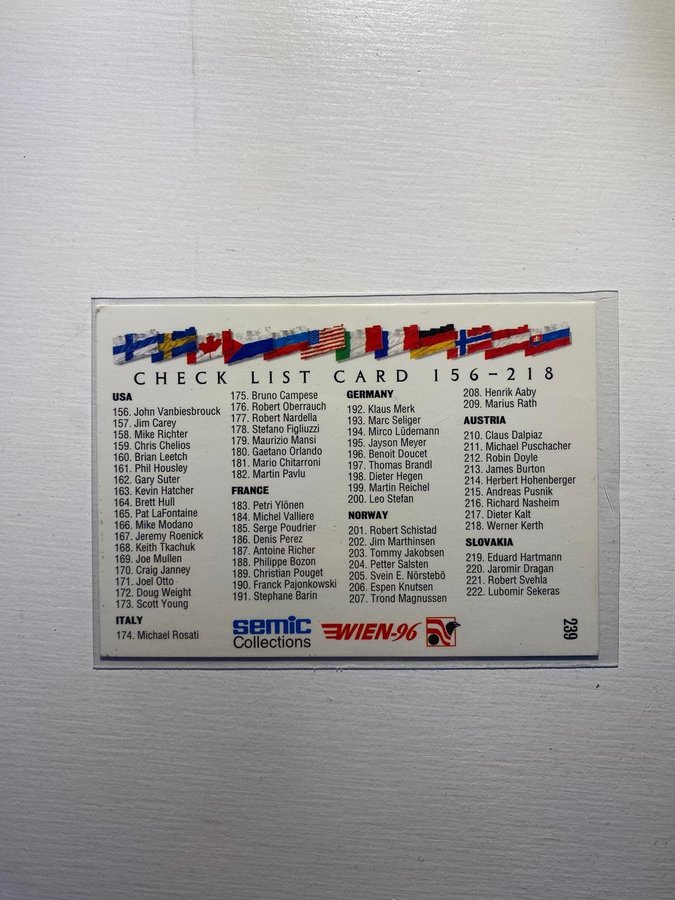 CHECK LIST CARD 156-218
USA
156. John Vanbiesbrouck
157. Jim Carey
158. Mike Richter
159. Chris Chelios
160. Brian Leetch
161. Phil Housley
162. Gary Suter
163. Kevin Hatcher
164. Brett Hull
165. Pat LaFontaine
166. Mike Modano
167. Jeremy Roenick
168. Keith Tkachuk
169. Joe Mullen
170. Craig Janney
171. Joel Otto
172. Doug Weight
173. Scott Young
ITALY
174. Michael Rosati
175. Bruno Campese
176. Robert Oberrauch
177. Robert Nardella
178. Stefano Figliuzzi
179. Maurizio Mansi
180. Gaetano Orlando
181. Mario Chitarroni
182. Martin Pavlu
FRANCE
183. Petri Ylönen
184. Michel Valliere
185. Serge Poudrier
186. Denis Perez
187. Antoine Richer
188. Philippe Bozon
189. Christian Pouget
190. Franck Pajonkowski
191. Stephane Barin
GERMANY
192. Klaus Merk
193. Marc Seliger
194. Mirco Lüdemann
195. Jayson Meyer
196. Benoit Doucet
197. Thomas Brandl
198. Dieter Hegen
199. Martin Reichel
200. Leo Stefan
NORWAY
201. Robert Schistad
202. Jim Marthinsen
203. Tommy Jakobsen
204. Petter Salsten
205. Svein E. Nörstebö
206. Espen Knutsen
207. Trond Magnussen
208. Henrik Aaby
209. Marius Rath
AUSTRIA
210. Claus Dalpiaz
211. Michael Puschacher
212. Robin Doyle
213. James Burton
214. Herbert Hohenberger
215. Andreas Pusnik
216. Richard Nasheim
217. Dieter Kalt
218. Werner Kerth
SLOVAKIA
219. Eduard Hartmann
220. Jaromir Dragan
221. Robert Svehla
222. Lubomir Sekeras
semic
Collections
WIEN-96
239